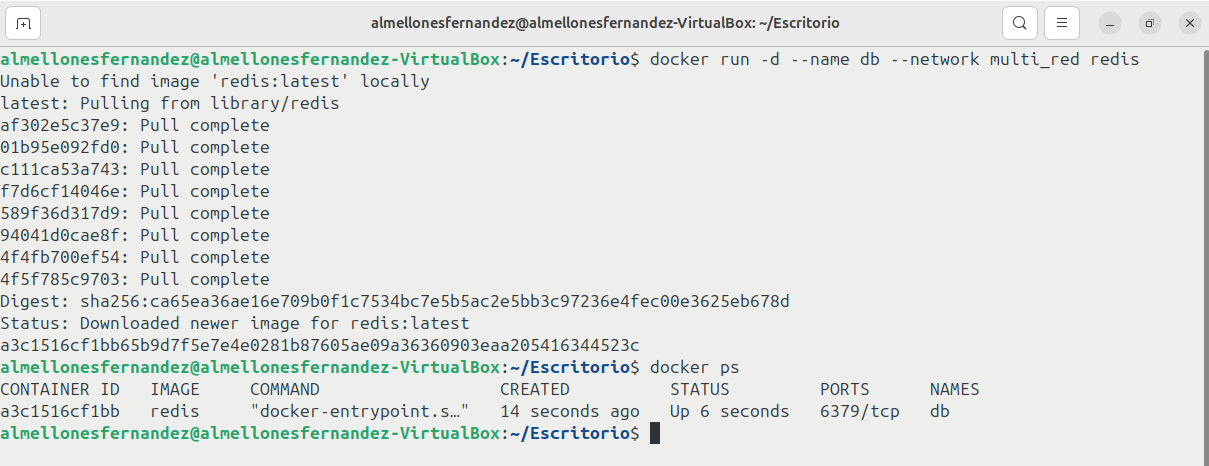 almellonesfernandez@almellonesfernandez-VirtualBox: ~/Escritorio
almellonesfernandez@almellonesfernandez-VirtualBox:~/Escritorio$ docker run -d --name db --network multi_red redis
Unable to find image 'redis:latest' locally
latest: Pulling from library/redis
af302e5c37e9: Pull complete
01b95e092fd0: Pull complete
c111ca53a743: Pull complete
f7d6cf14046e: Pull complete
589f36d317d9: Pull complete
94041d0cae8f: Pull complete
4f4fb700ef54: Pull complete
4f5f785c9703: Pull complete
Digest: sha256:ca65ea36ae16e709b0f1c7534bc7e5b5ac2e5bb3c97236e4fec00e3625eb678d
Status: Downloaded newer image for redis:latest
a3c1516cf1bb65b9d7f5e7e4e0281b87605ae09a36360903eaa205416344523c
almellonesfernandez@almellonesfernandez-VirtualBox:~/Escritorio$ docker ps
CONTAINER ID   IMAGE     COMMAND                  CREATED          STATUS         PORTS      NAMES
a3c1516cf1bb   redis     "docker-entrypoint.s…"   14 seconds ago   Up 6 seconds   6379/tcp   db
almellonesfernandez@almellonesfernandez-VirtualBox:~/Escritorio$